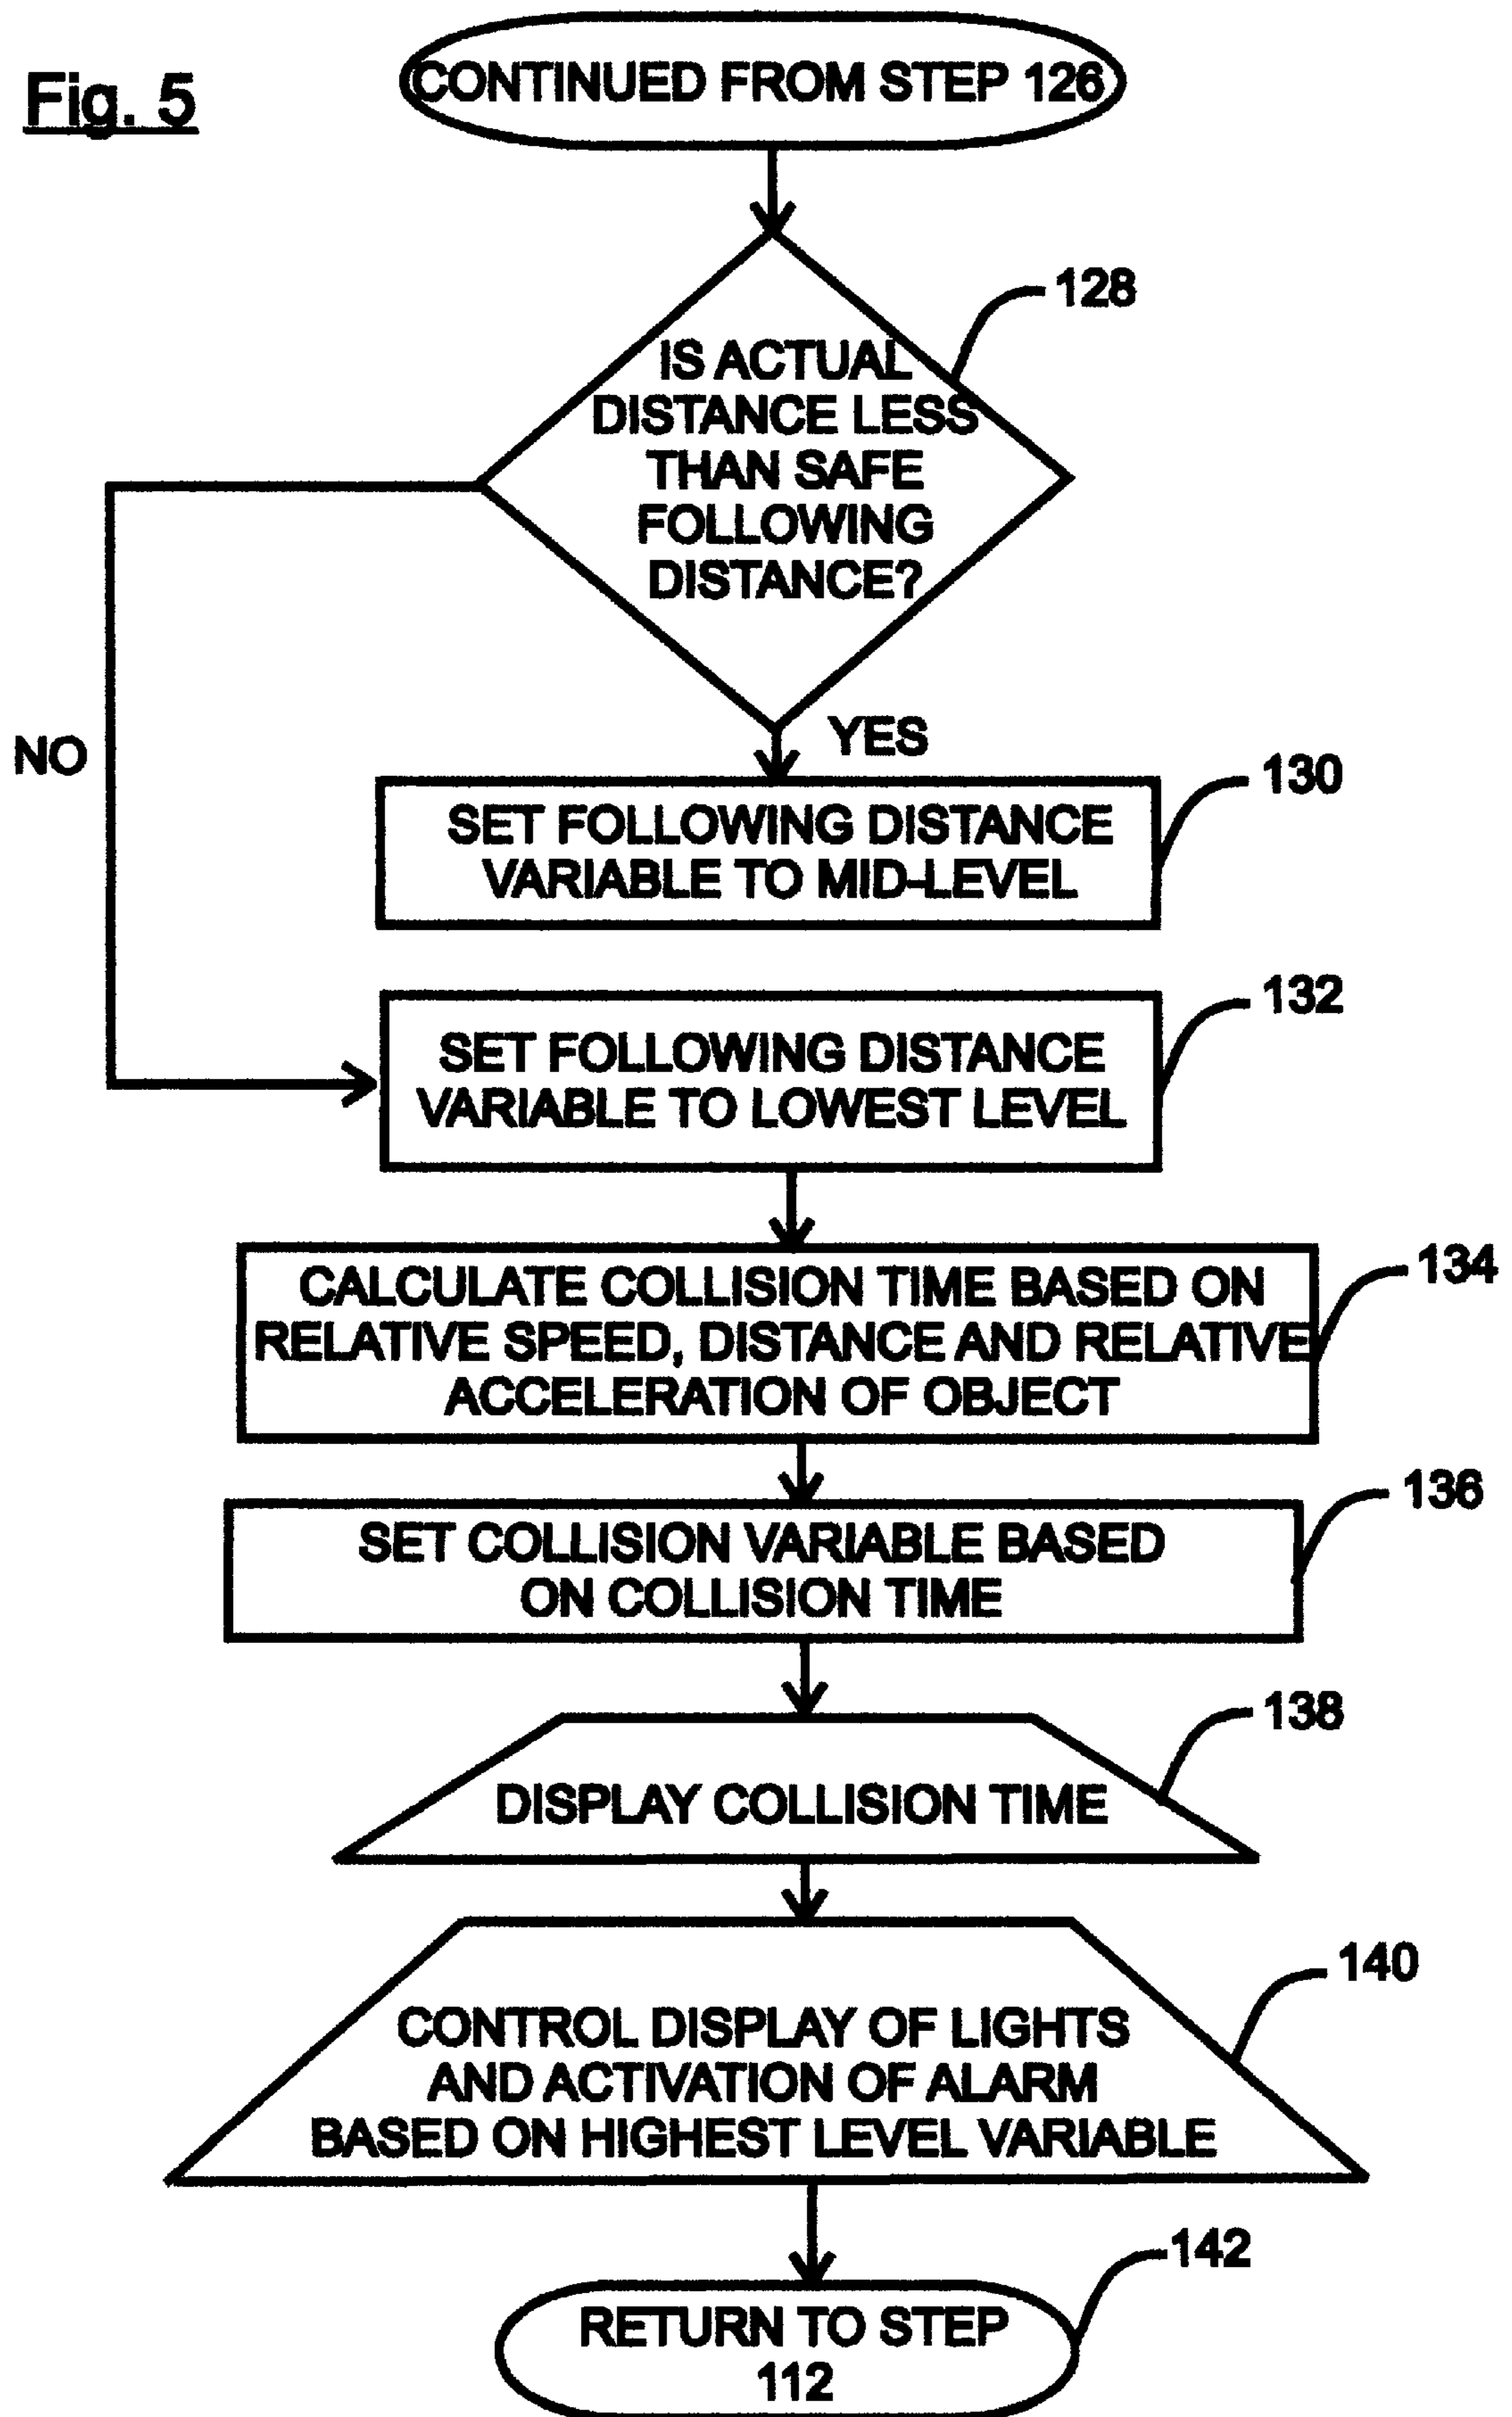 Fig. 5
CONTINUED FROM STEP 126
128
IS ACTUAL
DISTANCE LESS
THAN SAFE
FOLLOWING
DISTANCE?
NO
YES
130
SET FOLLOWING DISTANCE
VARIABLE TO MID-LEVEL
132
SET FOLLOWING DISTANCE
VARIABLE TO LOWEST LEVEL
134
CALCULATE COLLISION TIME BASED ON
RELATIVE SPEED, DISTANCE AND RELATIVE
ACCELERATION OF OBJECT
136
SET COLLISION VARIABLE BASED
ON COLLISION TIME
138
DISPLAY COLLISION TIME
140
CONTROL DISPLAY OF LIGHTS
AND ACTIVATION OF ALARM
BASED ON HIGHEST LEVEL VARIABLE
142
RETURN TO STEP
112